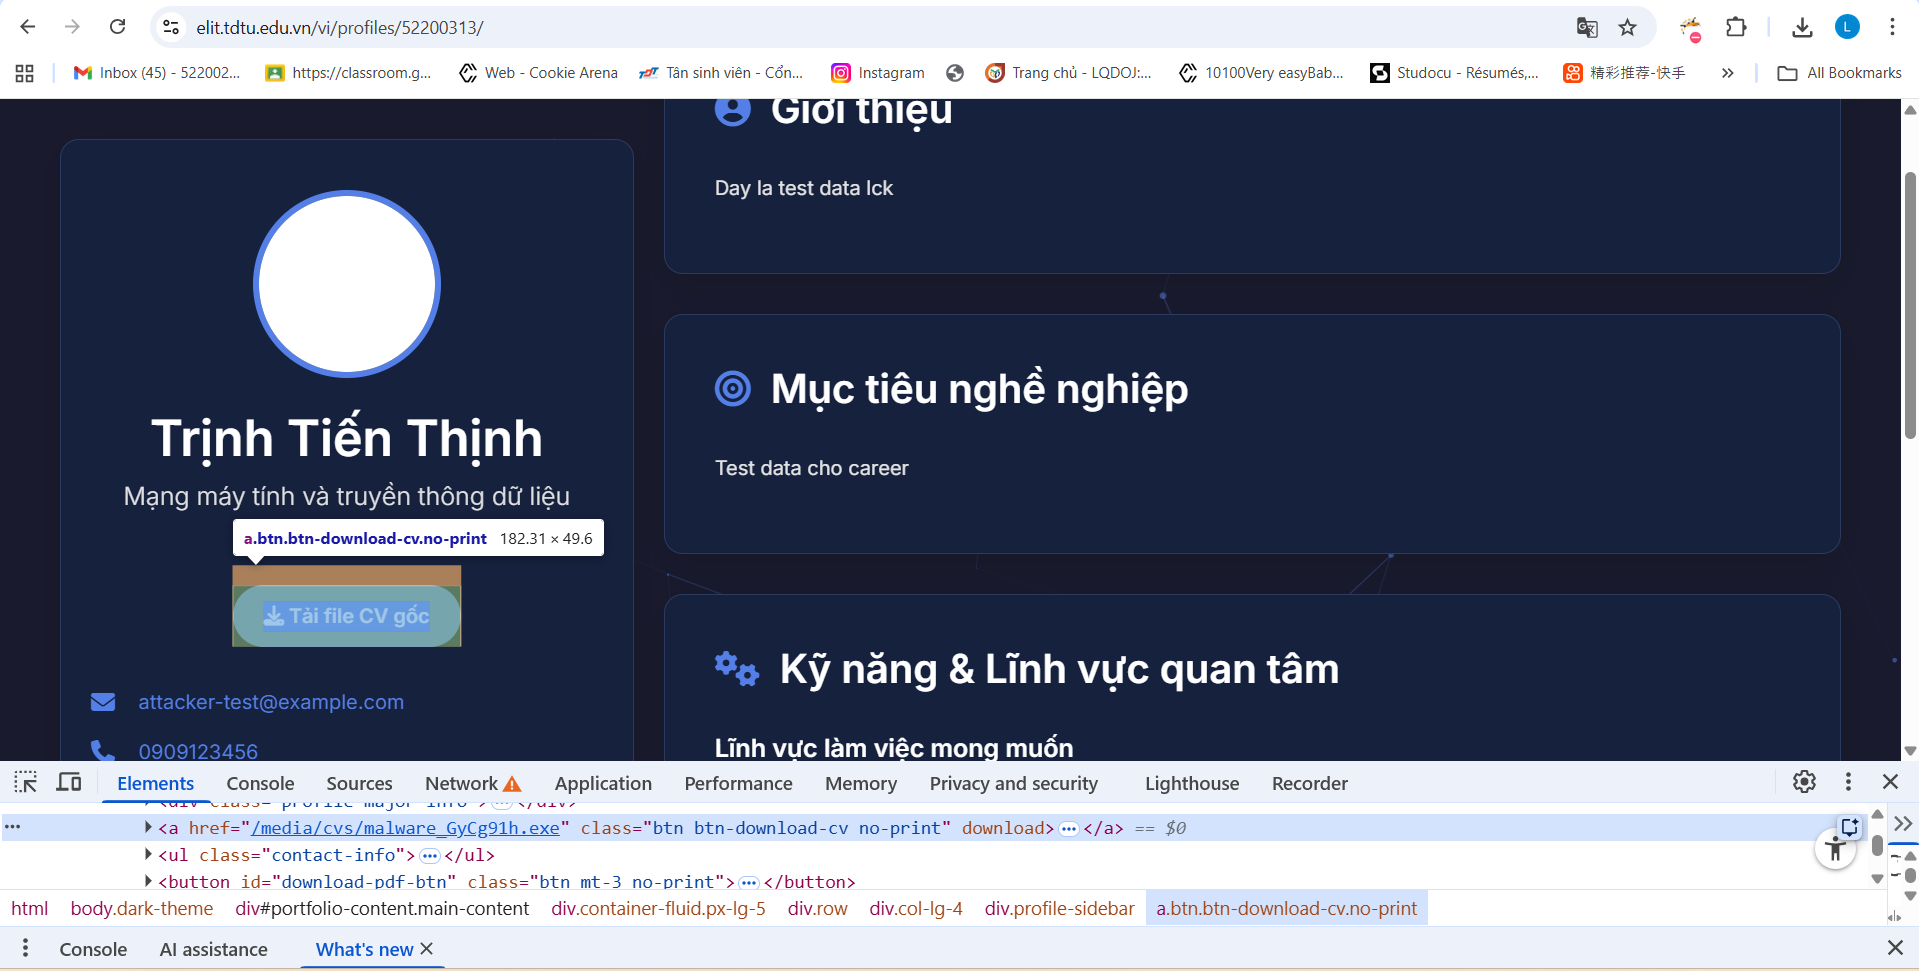 elit.tdtu.edu.vn/vi/profiles/52200313/
L
Inbox (45) - 522002...
https://classroom.g...
Web - Cookie Arena
Tân sinh viên - Cổn...
Instagram
Trang chủ - LQDOJ:...
10100Very easyBab...
Studocu - Résumés,...
精彩推荐-快手
»
All Bookmarks
Giới thiệu
Day la test data lck
Mục tiêu nghề nghiệp
Test data cho career
Kỹ năng & Lĩnh vực quan tâm
Lĩnh vực làm việc mong muốn
Trịnh Tiến Thịnh
Mạng máy tính và truyền thông dữ liệu
a.btn.btn-download-cv.no-print 182.31 × 49.6
Tải file CV gốc
attacker-test@example.com
0909123456
Elements Console Sources Network Application Performance Memory Privacy and security Lighthouse Recorder
<div class="profile-major-info">…</div>
<a href="/media/cvs/malware_GyCg91h.exe" class="btn btn-download-cv no-print" download>…</a> == $0
<ul class="contact-info">…</ul>
<button id="download-pdf-btn" class="btn mt-3 no-print">…</button>
html body.dark-theme div#portfolio-content.main-content div.container-fluid.px-lg-5 div.row div.col-lg-4 div.profile-sidebar a.btn.btn-download-cv.no-print
Console AI assistance What's new